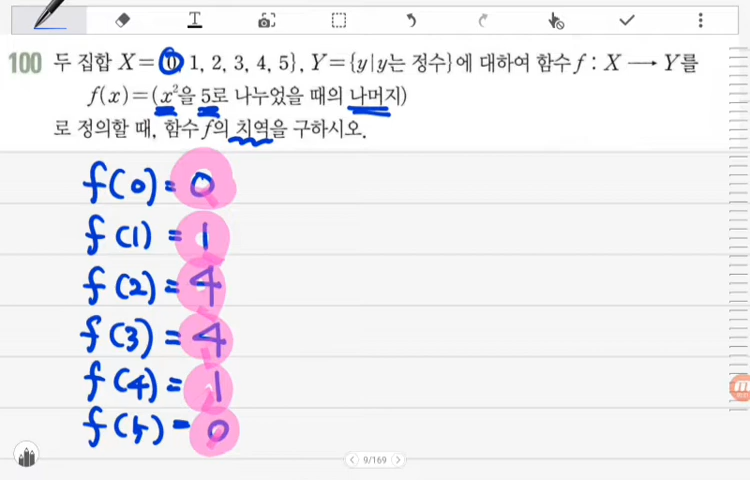 100 두 집합 X={0, 1, 2, 3, 4, 5}, Y={y|y는 정수}에 대하여 함수 f : X → Y를
f(x)=(x²을 5로 나누었을 때의 나머지)
로 정의할 때, 함수 f의 치역을 구하시오.
f(0)=0
f(1)=1
f(2)=4
f(3)=4
f(4)=1
f(5)=0
9/169